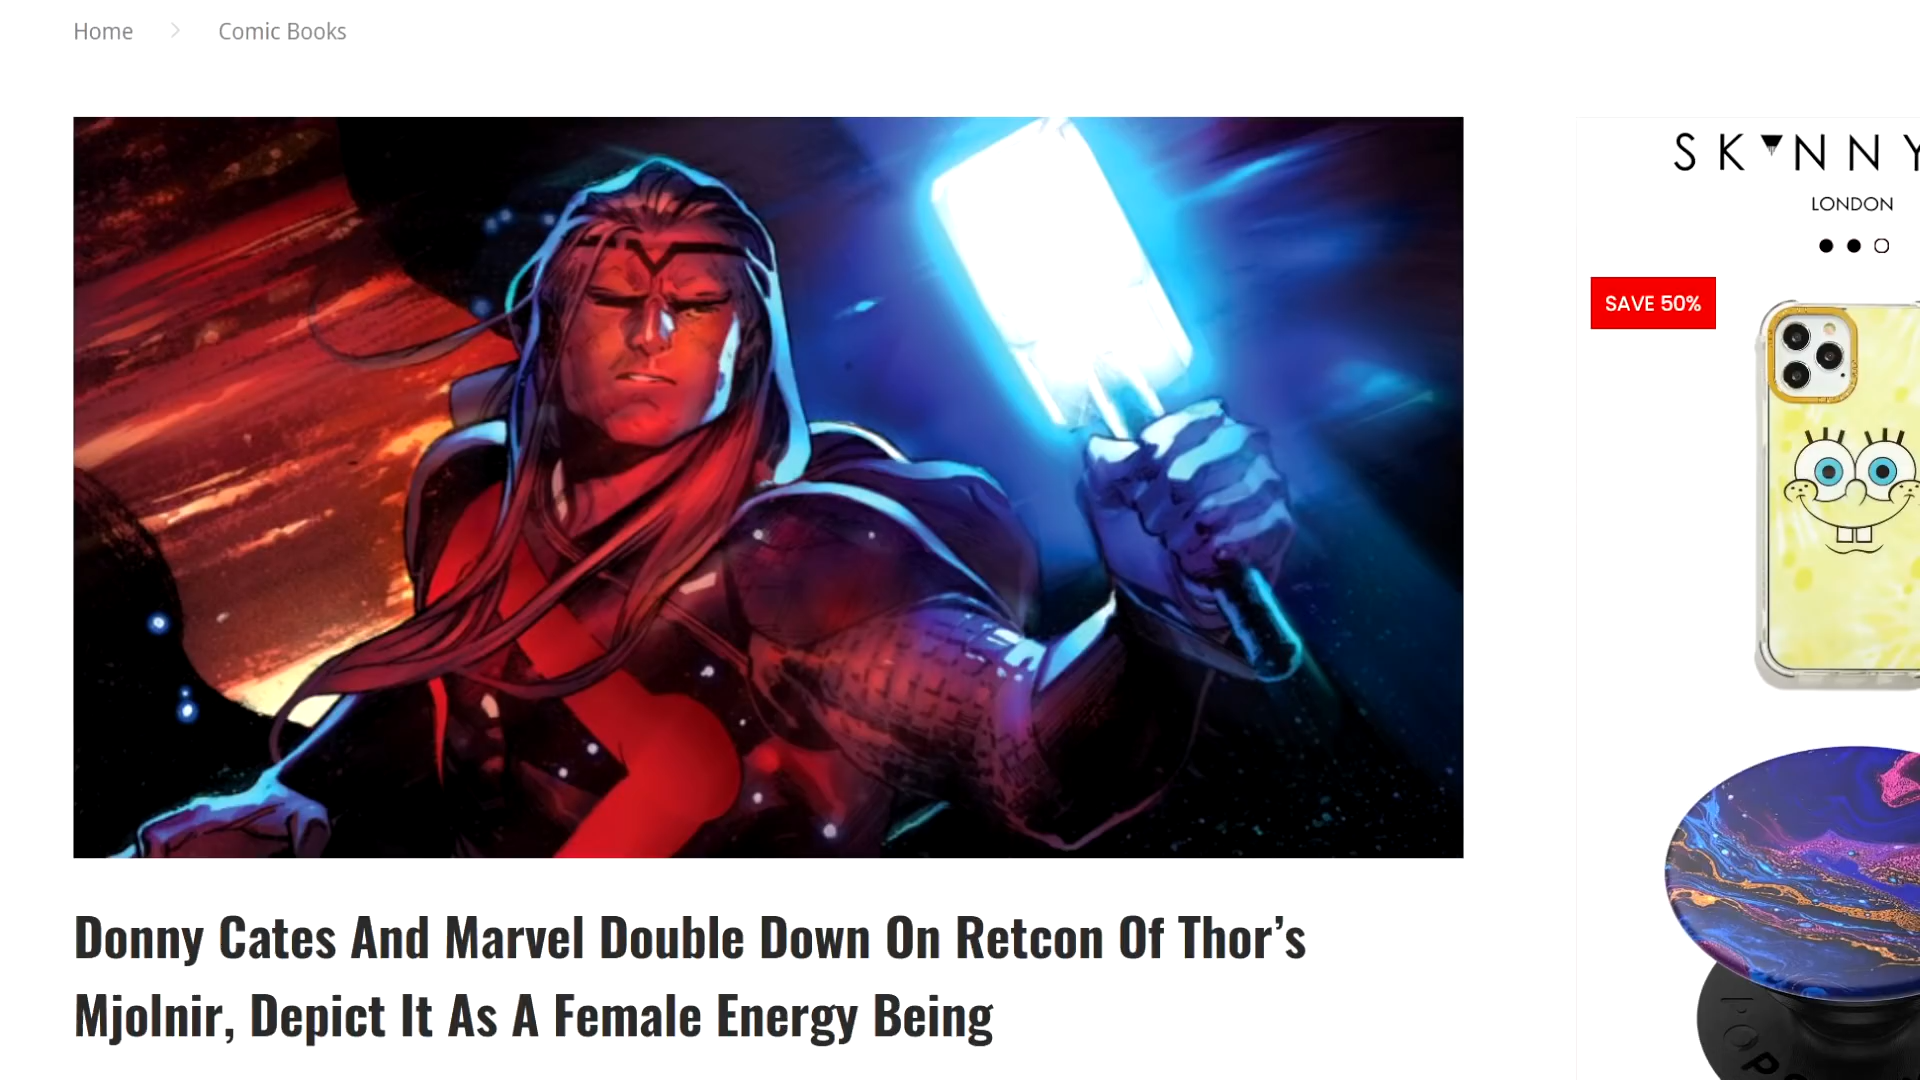 Home
Comic Books
SKINNY
LONDON
SAVE 50%
Donny Cates And Marvel Double Down On Retcon Of Thor’s
Mjolnir, Depict It As A Female Energy Being